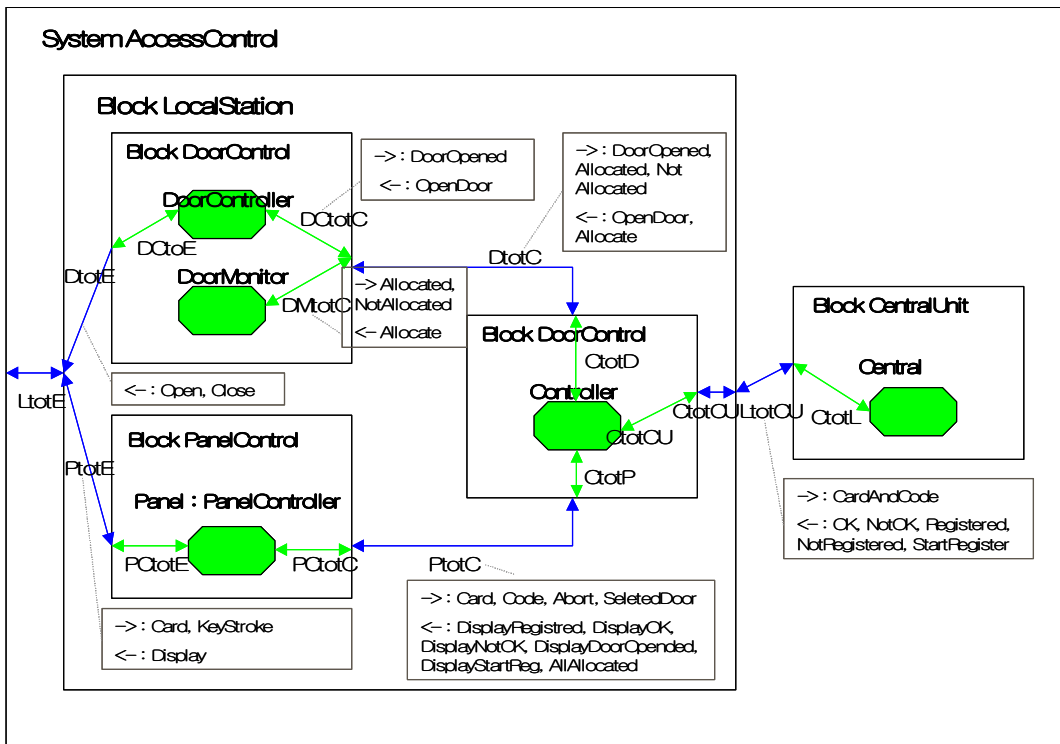 System AccessControl
Block LocalStation
Block DoorControl
DoorController
DCtoE
DCtotC
DoorMonitor
DMtotC
DtotE
->: DoorOpened
<-: OpenDoor
->: DoorOpened,
Allocated, Not
Allocated
<-: OpenDoor,
Allocate
DtotC
-> Allocated,
NotAllocated
<- Allocate
<-: Open, Close
LtotE
PtotE
Block PanelControl
Panel : PanelController
PCtotE
PCtotC
->: Card, KeyStroke
<-: Display
Block DoorControl
CtotD
Controller
CtotCU
CtotP
CtotCU
LtotCU
PtotC
->: Card, Code, Abort, SeletedDoor
<-: DisplayRegistred, DisplayOK,
DisplayNotOK, DisplayDoorOpended,
DisplayStartReg, AllAllocated
Block CentralUnit
Central
CtotL
->: CardAndCode
<-: OK, NotOK, Registered,
NotRegistered, StartRegister